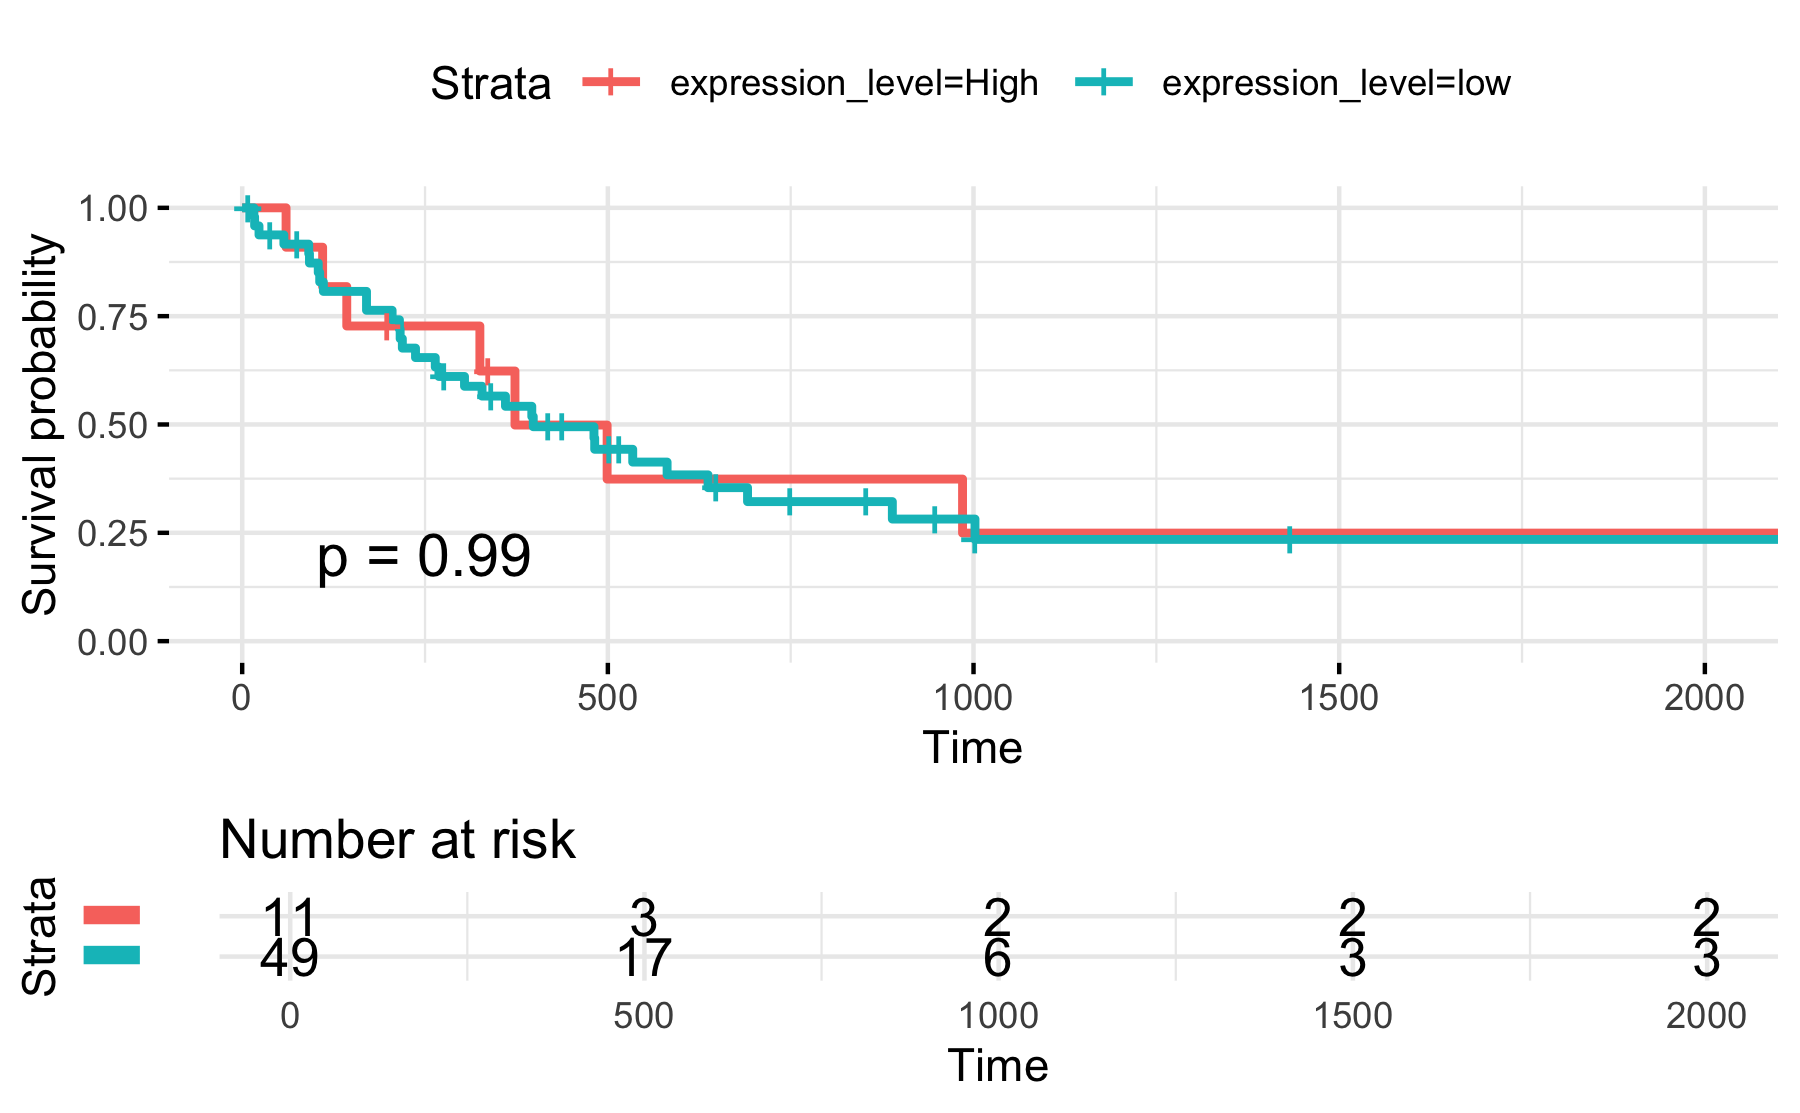 Strata expression_level=High expression_level=low
Survival probability
1.00
0.75
0.50
0.25
0.00
p = 0.99
0 500 1000 1500 2000
Time
Number at risk
Strata
11 3 2 2 2
49 17 6 3 3
0 500 1000 1500 2000
Time